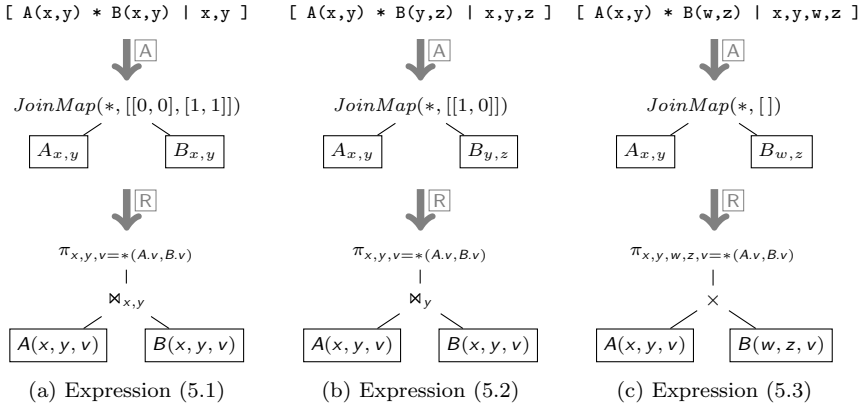 [ A(x,y) * B(x,y) | x,y ]
A
JoinMap(∗, [[0, 0], [1, 1]])
A_{x,y} B_{x,y}
R
π_{x,y,v=∗(A.v,B.v)}
⋈_{x,y}
A(x, y, v) B(x, y, v)
(a) Expression (5.1)
[ A(x,y) * B(y,z) | x,y,z ]
A
JoinMap(∗, [[1, 0]])
A_{x,y} B_{y,z}
R
π_{x,y,v=∗(A.v,B.v)}
⋈_{y}
A(x, y, v) B(x, y, v)
(b) Expression (5.2)
[ A(x,y) * B(w,z) | x,y,w,z ]
A
JoinMap(∗, [ ])
A_{x,y} B_{w,z}
R
π_{x,y,w,z,v=∗(A.v,B.v)}
×
A(x, y, v) B(w, z, v)
(c) Expression (5.3)